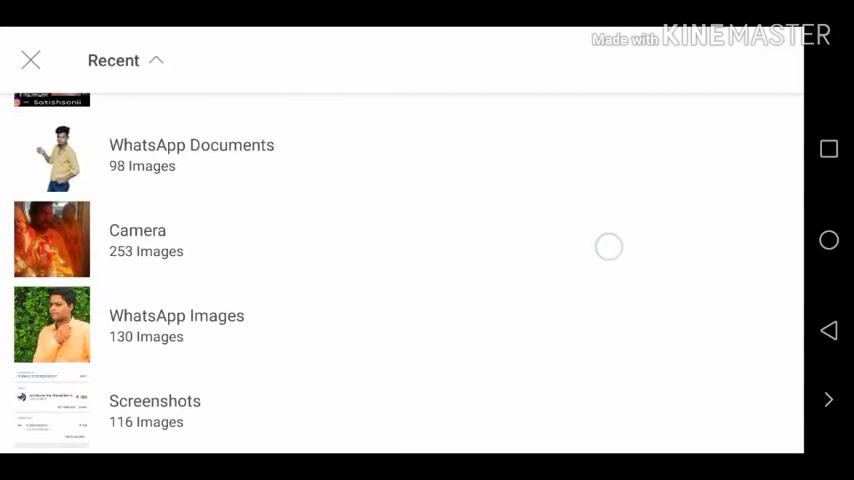 Made with KINEMASTER
Recent
Satishsonii
WhatsApp Documents
98 Images
Camera
253 Images
WhatsApp Images
130 Images
Screenshots
116 Images